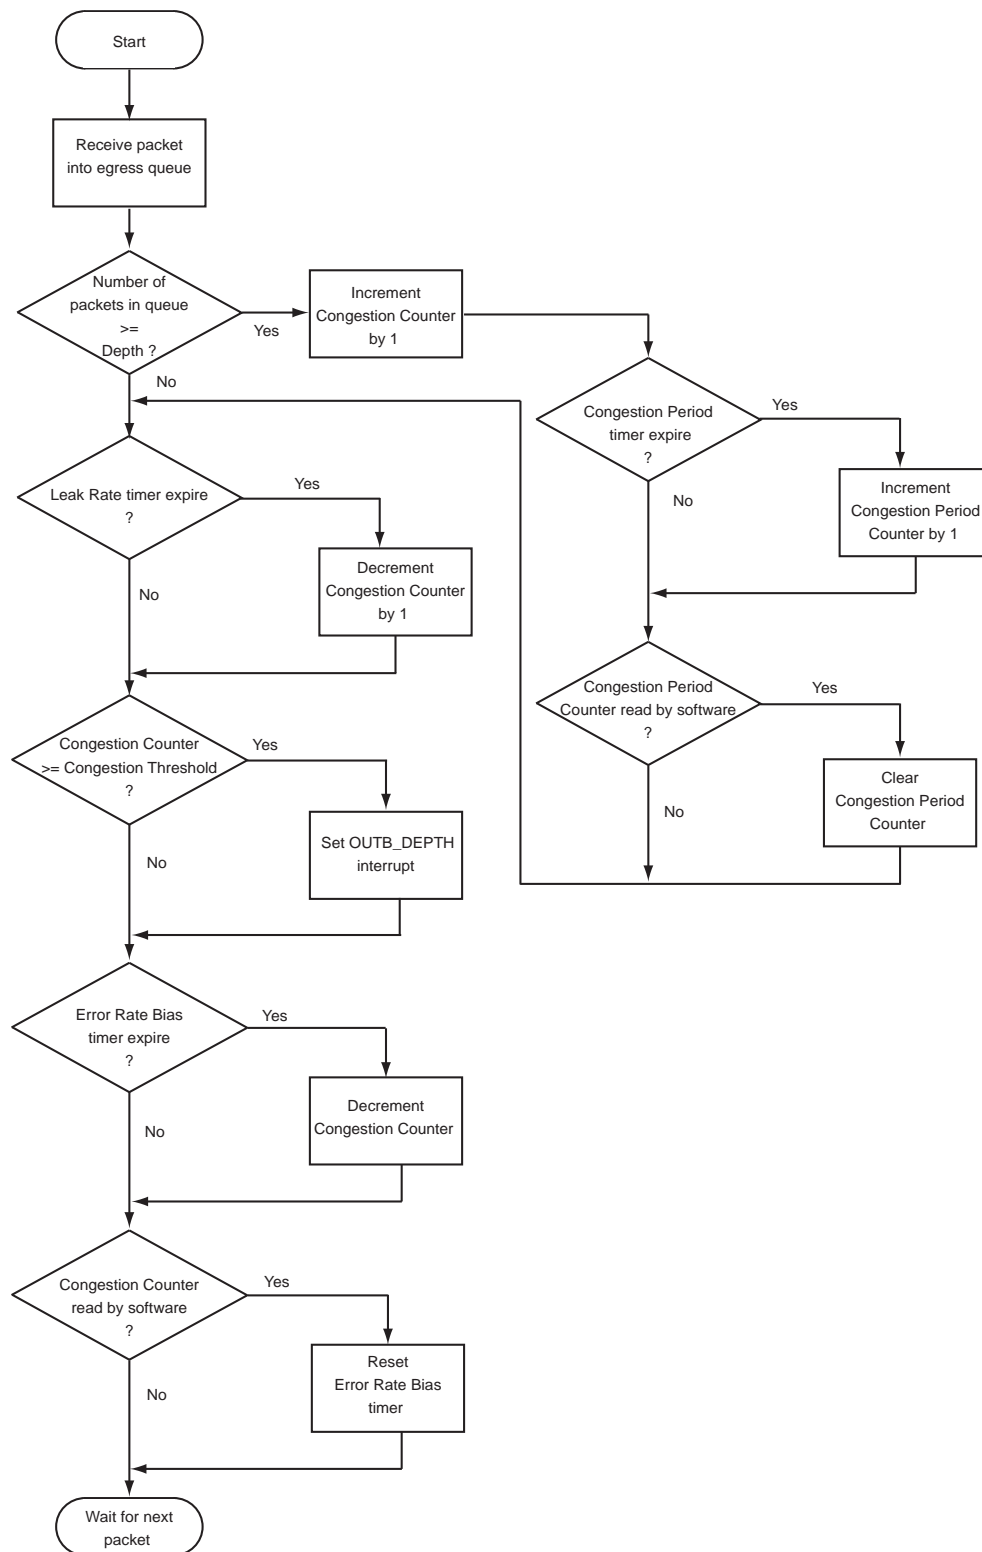 Start
Receive packet
into egress queue
Number of
packets in queue
>=
Depth ?
Yes
No
Increment
Congestion Counter
by 1
Congestion Period
timer expire
?
Yes
No
Increment
Congestion Period
Counter by 1
Leak Rate timer expire
?
Yes
No
Decrement
Congestion Counter
by 1
Congestion Period
Counter read by software
?
Yes
No
Clear
Congestion Period
Counter
Congestion Counter
>= Congestion Threshold
?
Yes
No
Set OUTB_DEPTH
interrupt
Error Rate Bias
timer expire
?
Yes
No
Decrement
Congestion Counter
Congestion Counter
read by software
?
Yes
No
Reset
Error Rate Bias
timer
Wait for next
packet